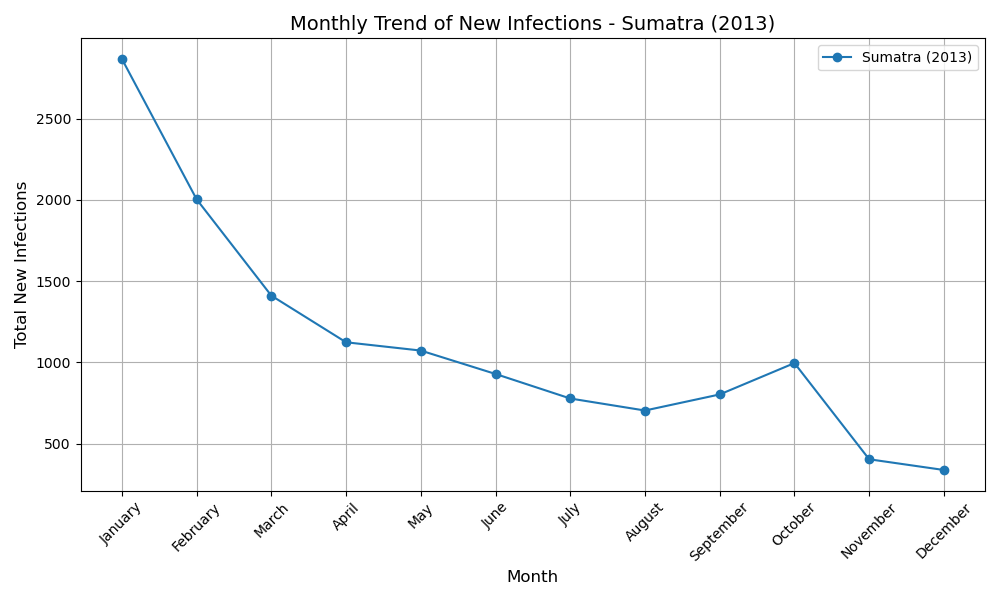 Monthly Trend of New Infections - Sumatra (2013)
Sumatra (2013)
Total New Infections
2500
2000
1500
1000
500
January
February
March
April
May
June
July
August
September
October
November
December
Month